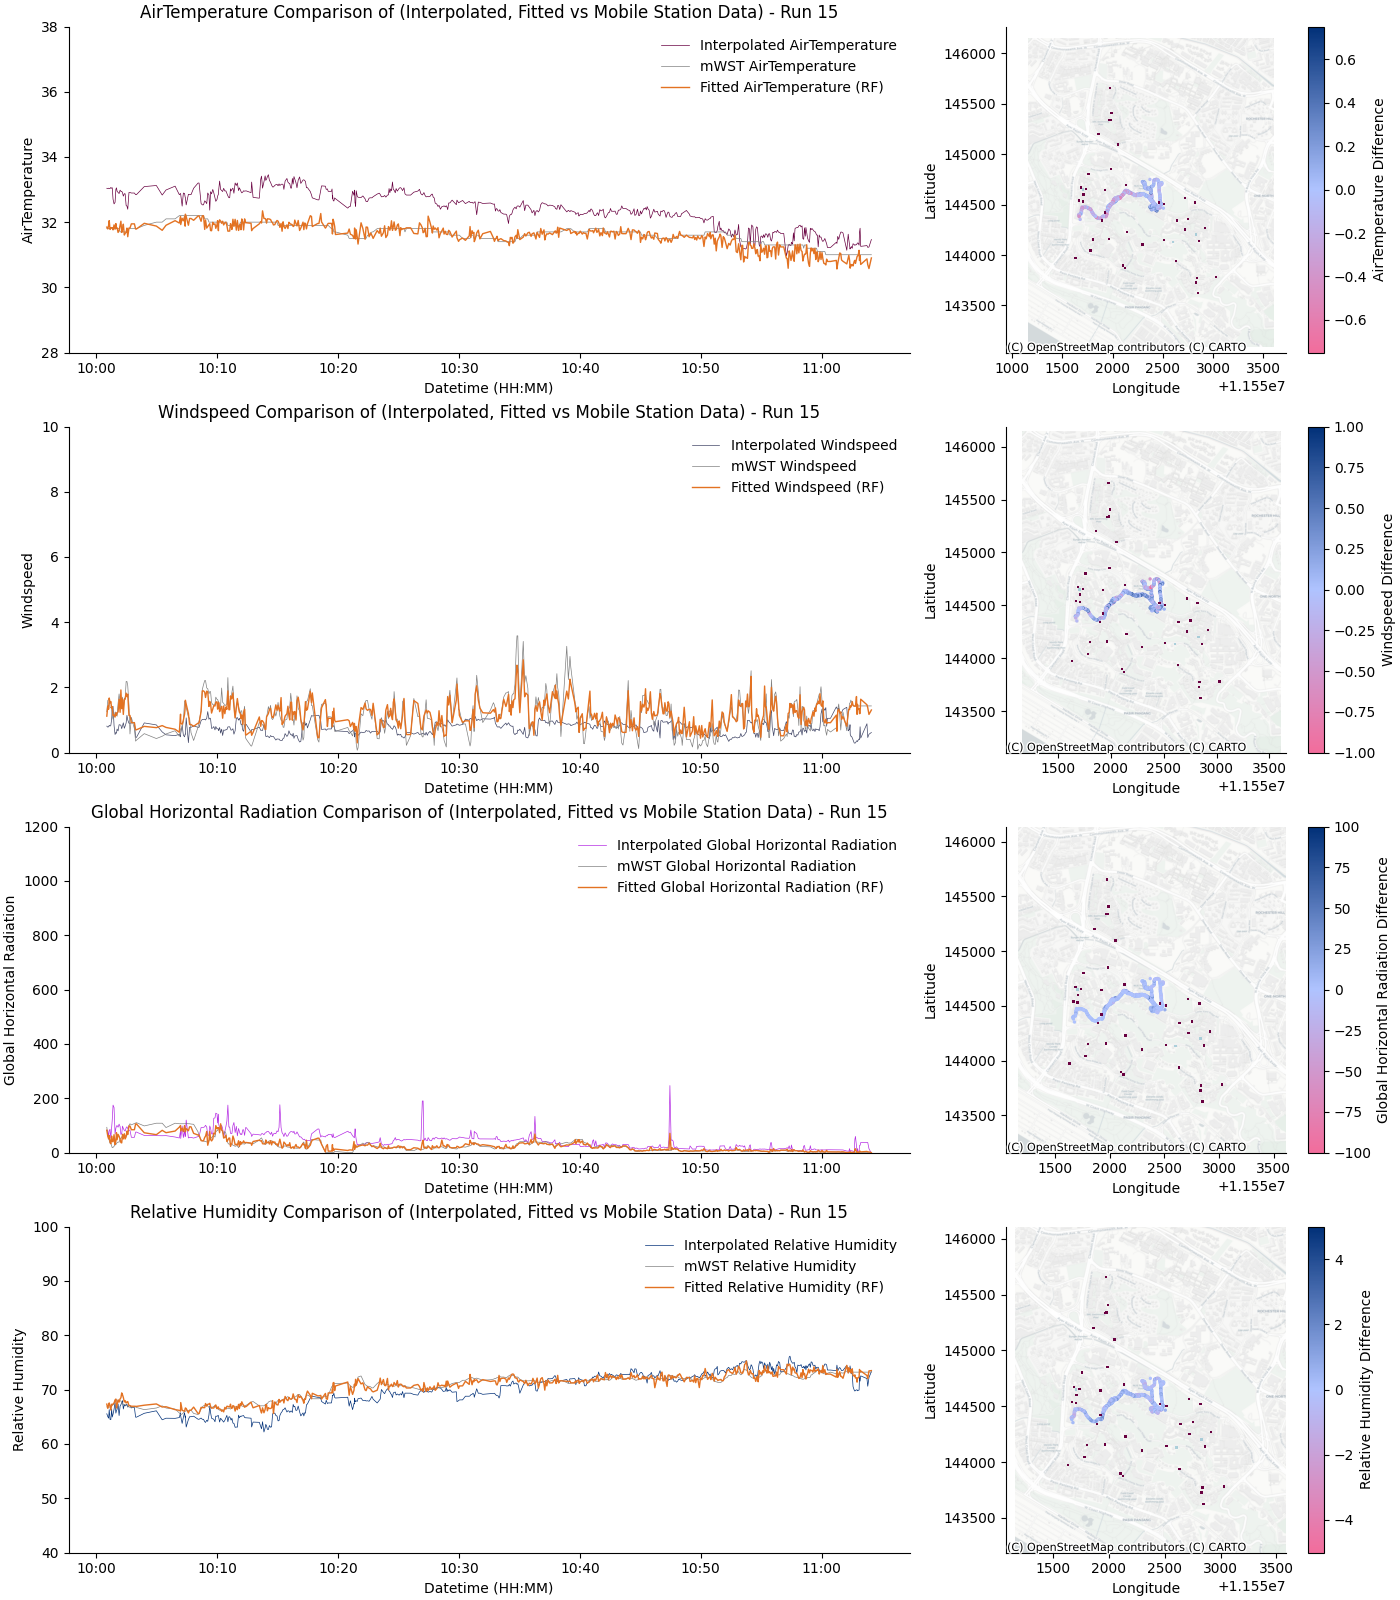 AirTemperature Comparison of (Interpolated, Fitted vs Mobile Station Data) - Run 15
38
36
34
32
30
28
AirTemperature
Interpolated AirTemperature
mWST AirTemperature
Fitted AirTemperature (RF)
10:00 10:10 10:20 10:30 10:40 10:50 11:00
Datetime (HH:MM)
146000
145500
145000
144500
144000
143500
Latitude
(C) OpenStreetMap contributors (C) CARTO
1000 1500 2000 2500 3000 3500
+1.155e7
Longitude
0.6
0.4
0.2
0.0
−0.2
−0.4
−0.6
AirTemperature Difference
Windspeed Comparison of (Interpolated, Fitted vs Mobile Station Data) - Run 15
10
8
6
4
2
0
Windspeed
Interpolated Windspeed
mWST Windspeed
Fitted Windspeed (RF)
10:00 10:10 10:20 10:30 10:40 10:50 11:00
Datetime (HH:MM)
146000
145500
145000
144500
144000
143500
Latitude
(C) OpenStreetMap contributors (C) CARTO
1500 2000 2500 3000 3500
+1.155e7
Longitude
1.00
0.75
0.50
0.25
0.00
−0.25
−0.50
−0.75
−1.00
Windspeed Difference
Global Horizontal Radiation Comparison of (Interpolated, Fitted vs Mobile Station Data) - Run 15
1200
1000
800
600
400
200
0
Global Horizontal Radiation
Interpolated Global Horizontal Radiation
mWST Global Horizontal Radiation
Fitted Global Horizontal Radiation (RF)
10:00 10:10 10:20 10:30 10:40 10:50 11:00
Datetime (HH:MM)
146000
145500
145000
144500
144000
143500
Latitude
(C) OpenStreetMap contributors (C) CARTO
1500 2000 2500 3000 3500
+1.155e7
Longitude
100
75
50
25
0
−25
−50
−75
−100
Global Horizontal Radiation Difference
Relative Humidity Comparison of (Interpolated, Fitted vs Mobile Station Data) - Run 15
100
90
80
70
60
50
40
Relative Humidity
Interpolated Relative Humidity
mWST Relative Humidity
Fitted Relative Humidity (RF)
10:00 10:10 10:20 10:30 10:40 10:50 11:00
Datetime (HH:MM)
146000
145500
145000
144500
144000
143500
Latitude
(C) OpenStreetMap contributors (C) CARTO
1500 2000 2500 3000 3500
+1.155e7
Longitude
4
2
0
−2
−4
Relative Humidity Difference